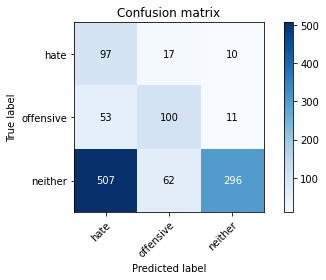 Confusion matrix
hate 97 17 10
offensive 53 100 11
neither 507 62 296
hate offensive neither
True label
Predicted label
500
400
300
200
100